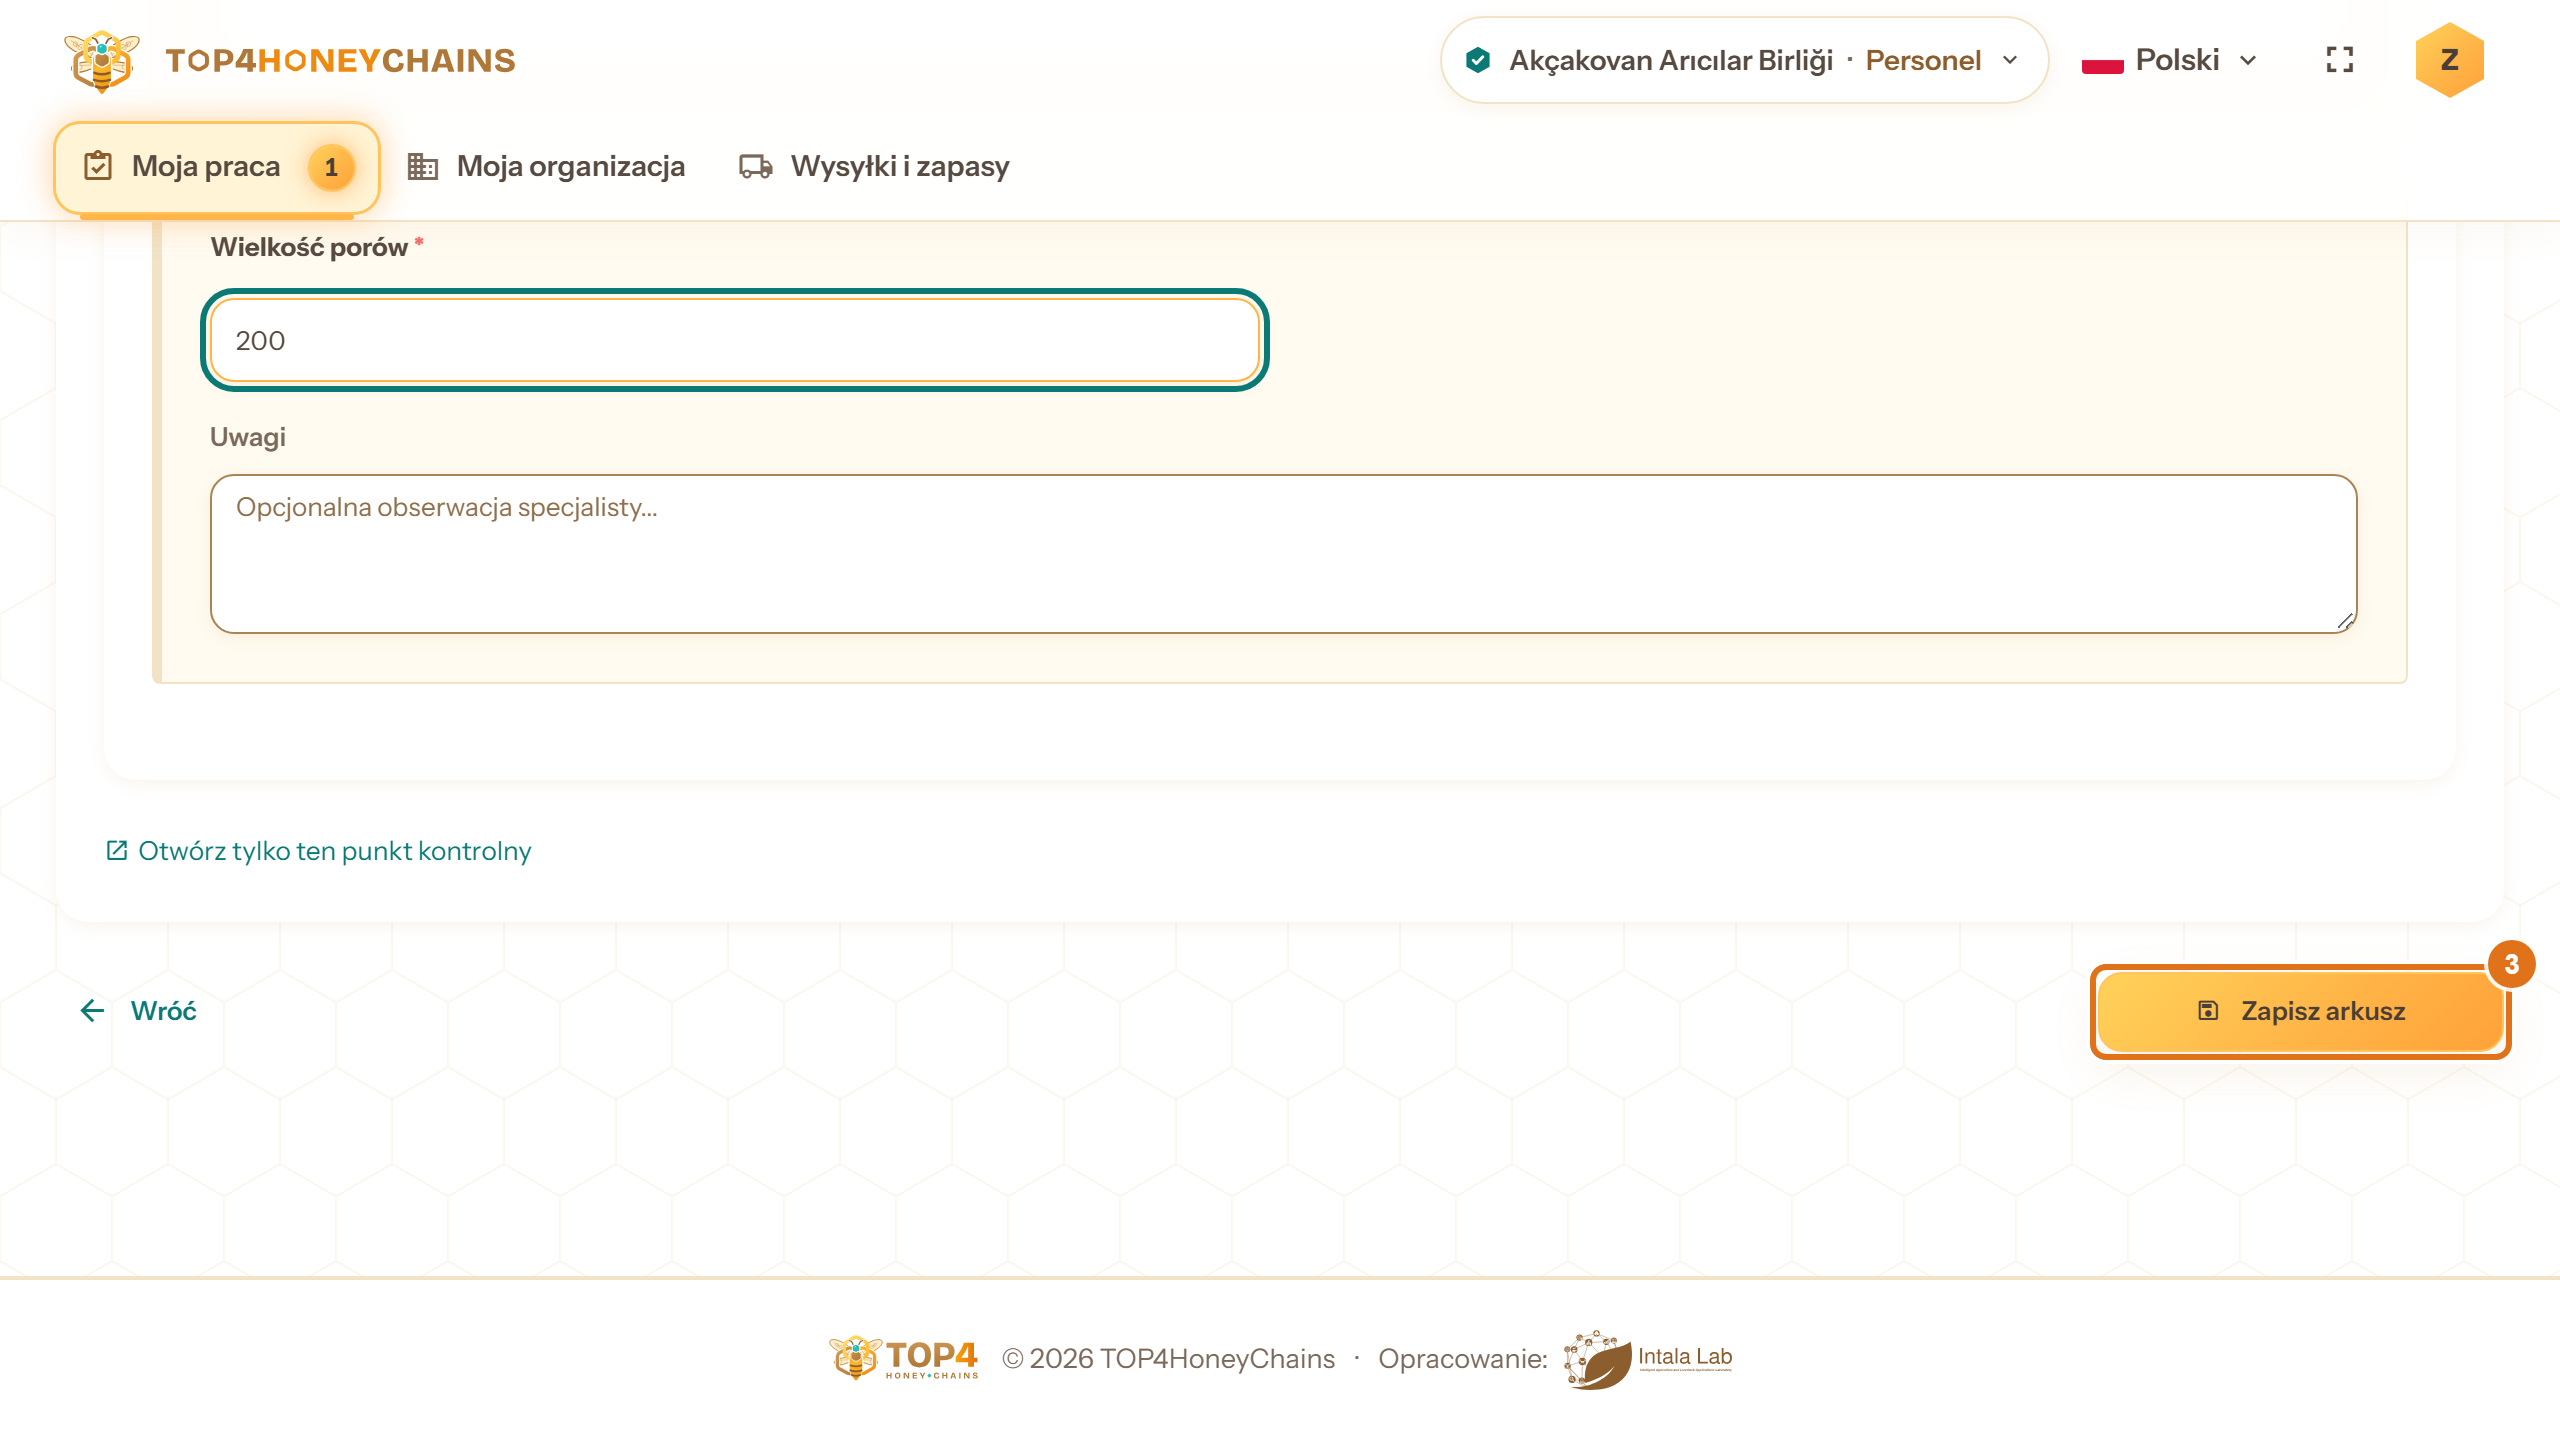 TOP4HONEYCHAINS
Akçakovan Arıcılar Birliği · Personel
Polski
Z
Moja praca 1
Moja organizacja
Wysyłki i zapasy
Wielkość porów *
200
Uwagi
Opcjonalna obserwacja specjalisty...
Otwórz tylko ten punkt kontrolny
Wróć
3
Zapisz arkusz
TOP4
HONEY CHAINS
© 2026 TOP4HoneyChains · Opracowanie:
Intala Lab